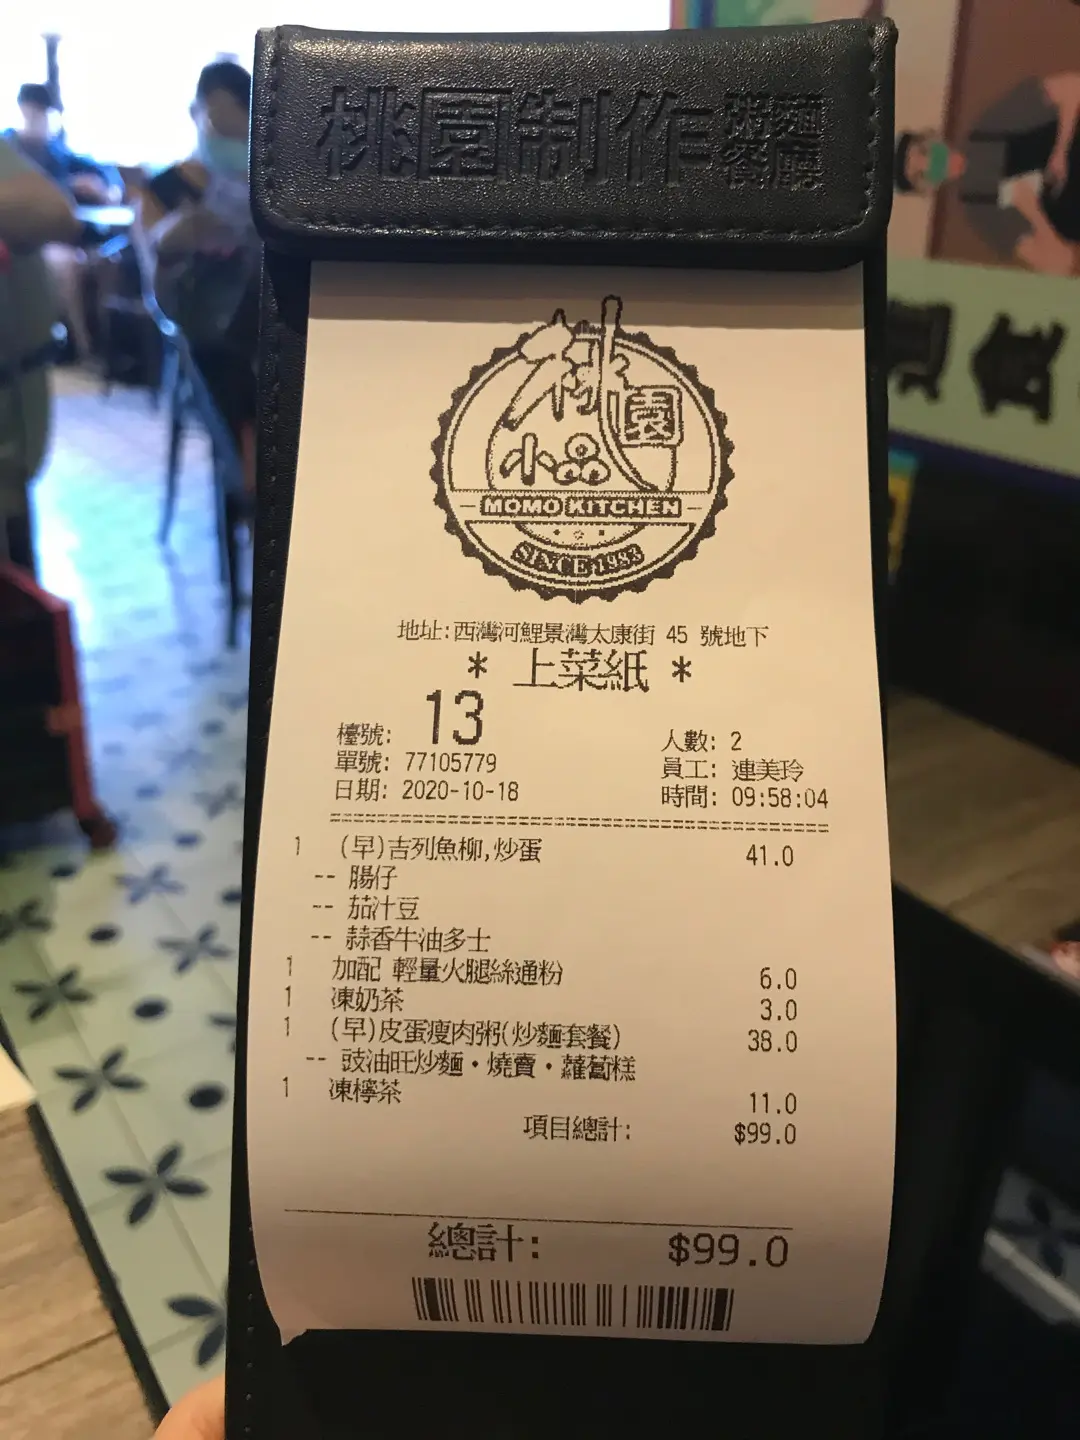 桃園制作 粥麵餐廳
桃園
小品
MOMO KITCHEN
SINCE 1983
地址:西灣河鯉景灣太康街 45 號地下
* 上菜紙 *
檯號: 13
人數: 2
單號: 77105779
員工: 連美玲
日期: 2020-10-18
時間: 09:58:04
1 (早)吉列魚柳,炒蛋 41.0
-- 腸仔
-- 茄汁豆
-- 蒜香牛油多士
1 加配 輕量火腿絲通粉 6.0
1 凍奶茶 3.0
1 (早)皮蛋瘦肉粥(炒麵套餐) 38.0
-- 豉油旺炒麵・燒賣・蘿蔔糕
1 凍檸茶 11.0
項目總計: $99.0
總計: $99.0